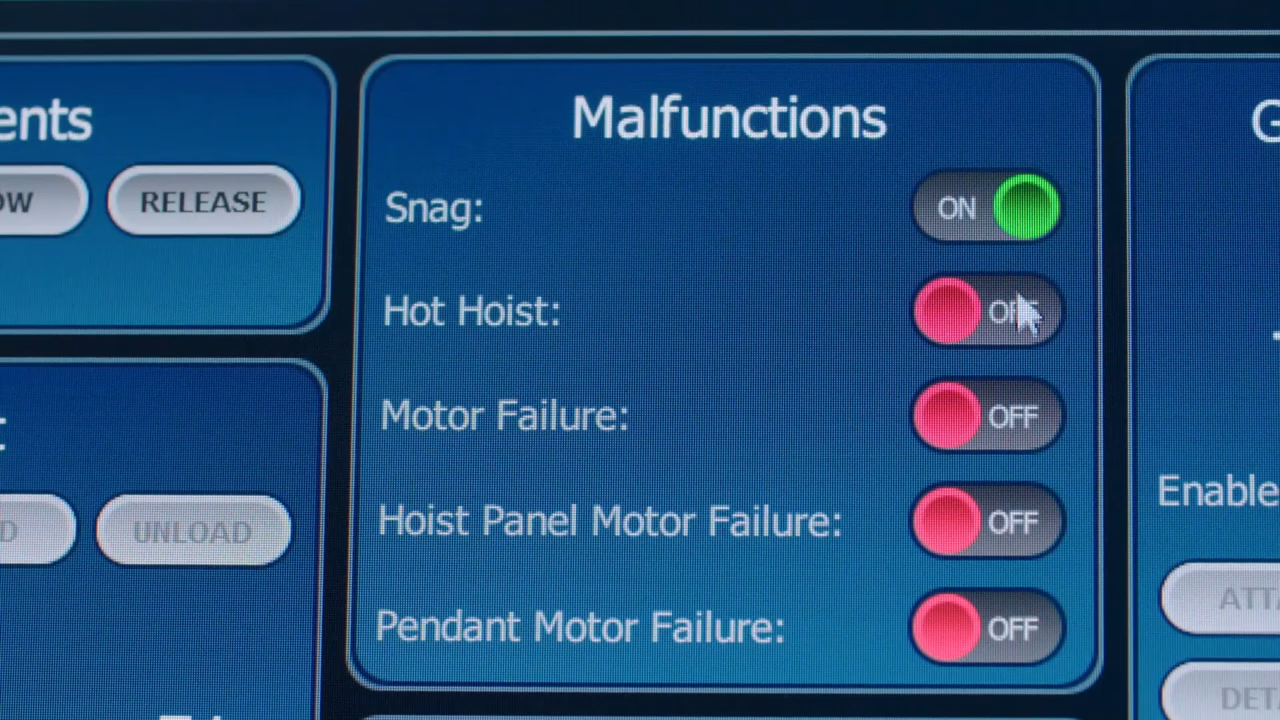 Malfunctions
RELEASE
Snag: ON
Hot Hoist: OFF
Motor Failure: OFF
Hoist Panel Motor Failure: OFF
Enable
UNLOAD
Pendant Motor Failure: OFF